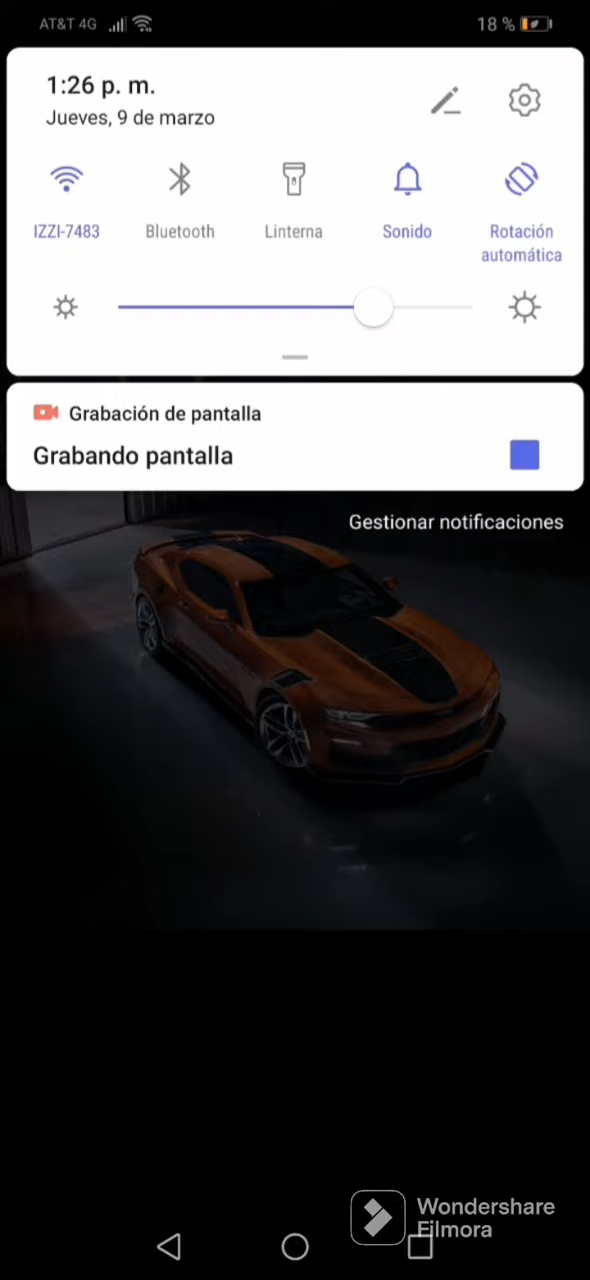 AT&T 4G
18 %
1:26 p. m.
Jueves, 9 de marzo
IZZI-7483
Bluetooth
Linterna
Sonido
Rotación
automática
Grabación de pantalla
Grabando pantalla
Gestionar notificaciones
Wondershare
Filmora